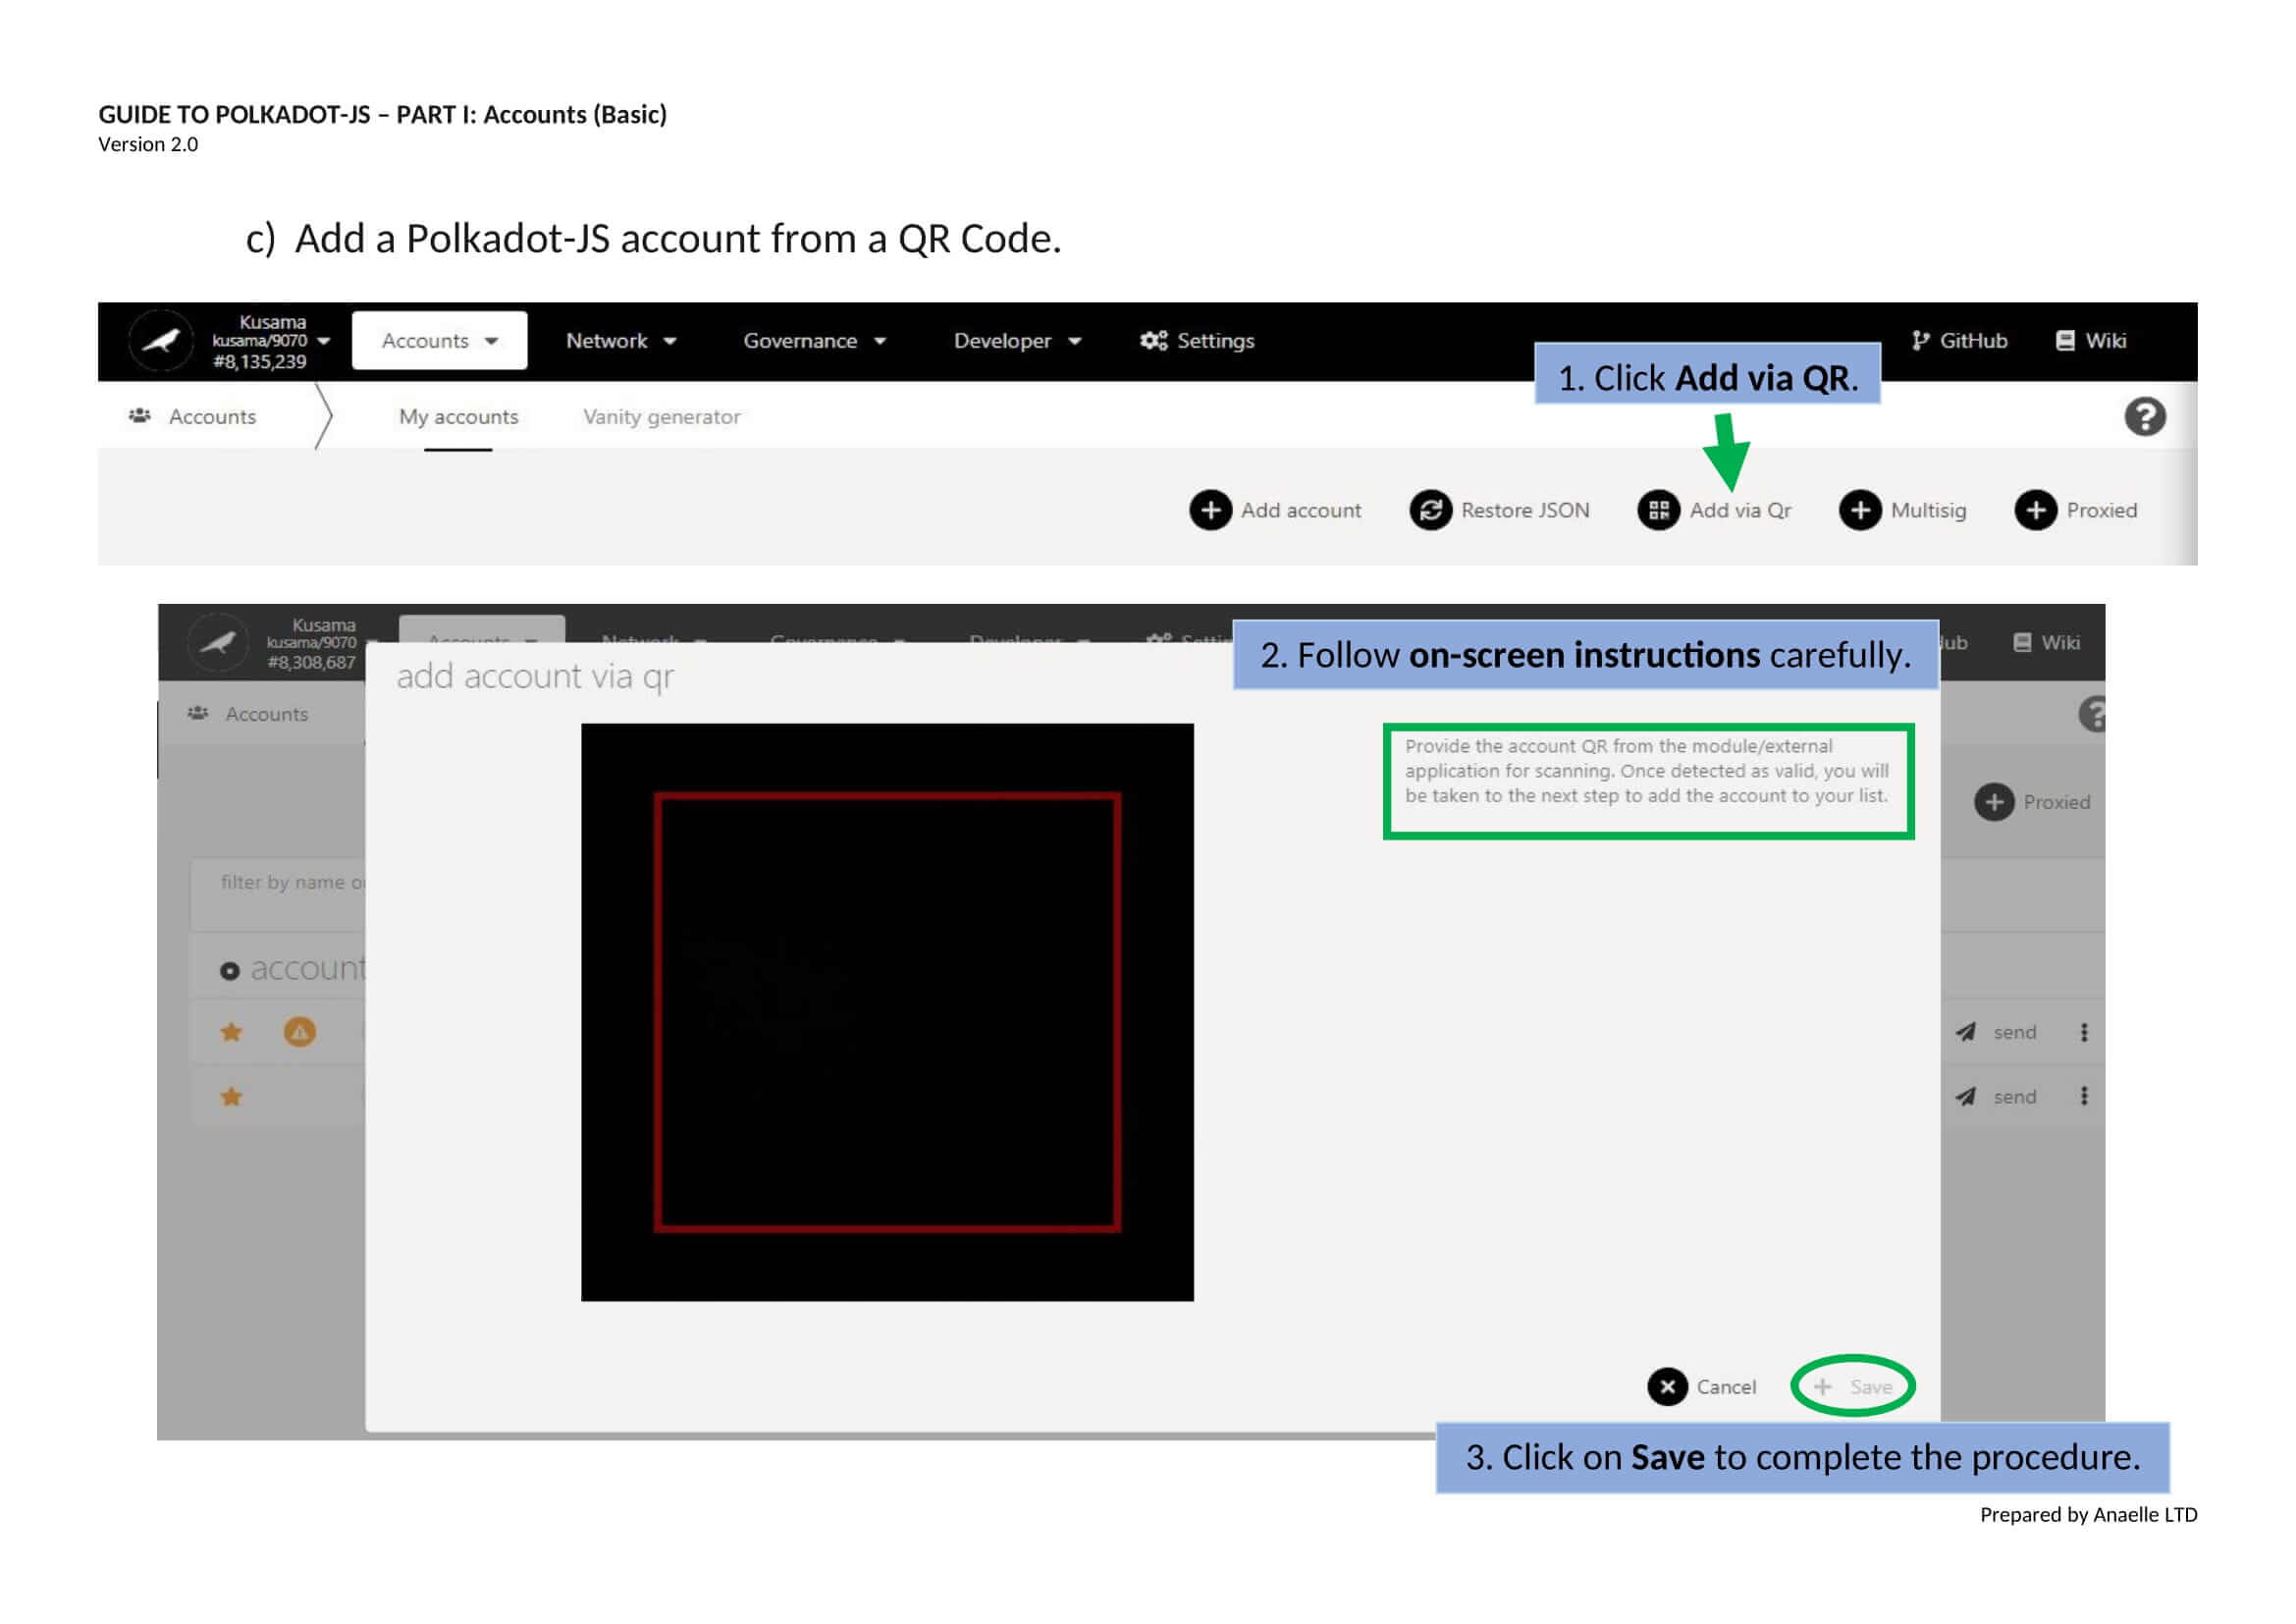 GUIDE TO POLKADOT-JS – PART I: Accounts (Basic)
Version 2.0
c) Add a Polkadot-JS account from a QR Code.
Kusama
kusama/9070
#8,135,239
Accounts
Network
Governance
Developer
Settings
GitHub
Wiki
1. Click Add via QR.
Accounts
My accounts
Vanity generator
Add account
Restore JSON
Add via Qr
Multisig
Proxied
Kusama
kusama/9070
#8,308,687
Accounts
Network
Governance
Developer
Wiki
2. Follow on-screen instructions carefully.
add account via qr
Accounts
Provide the account QR from the module/external
application for scanning. Once detected as valid, you will
be taken to the next step to add the account to your list.
Proxied
filter by name
account
send
send
Cancel
Save
3. Click on Save to complete the procedure.
Prepared by Anaelle LTD